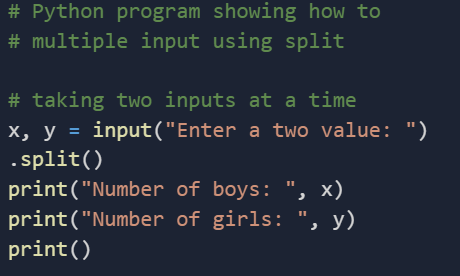 # Python program showing how to
# multiple input using split

# taking two inputs at a time
x, y = input("Enter a two value: ")
.split()
print("Number of boys: ", x)
print("Number of girls: ", y)
print()